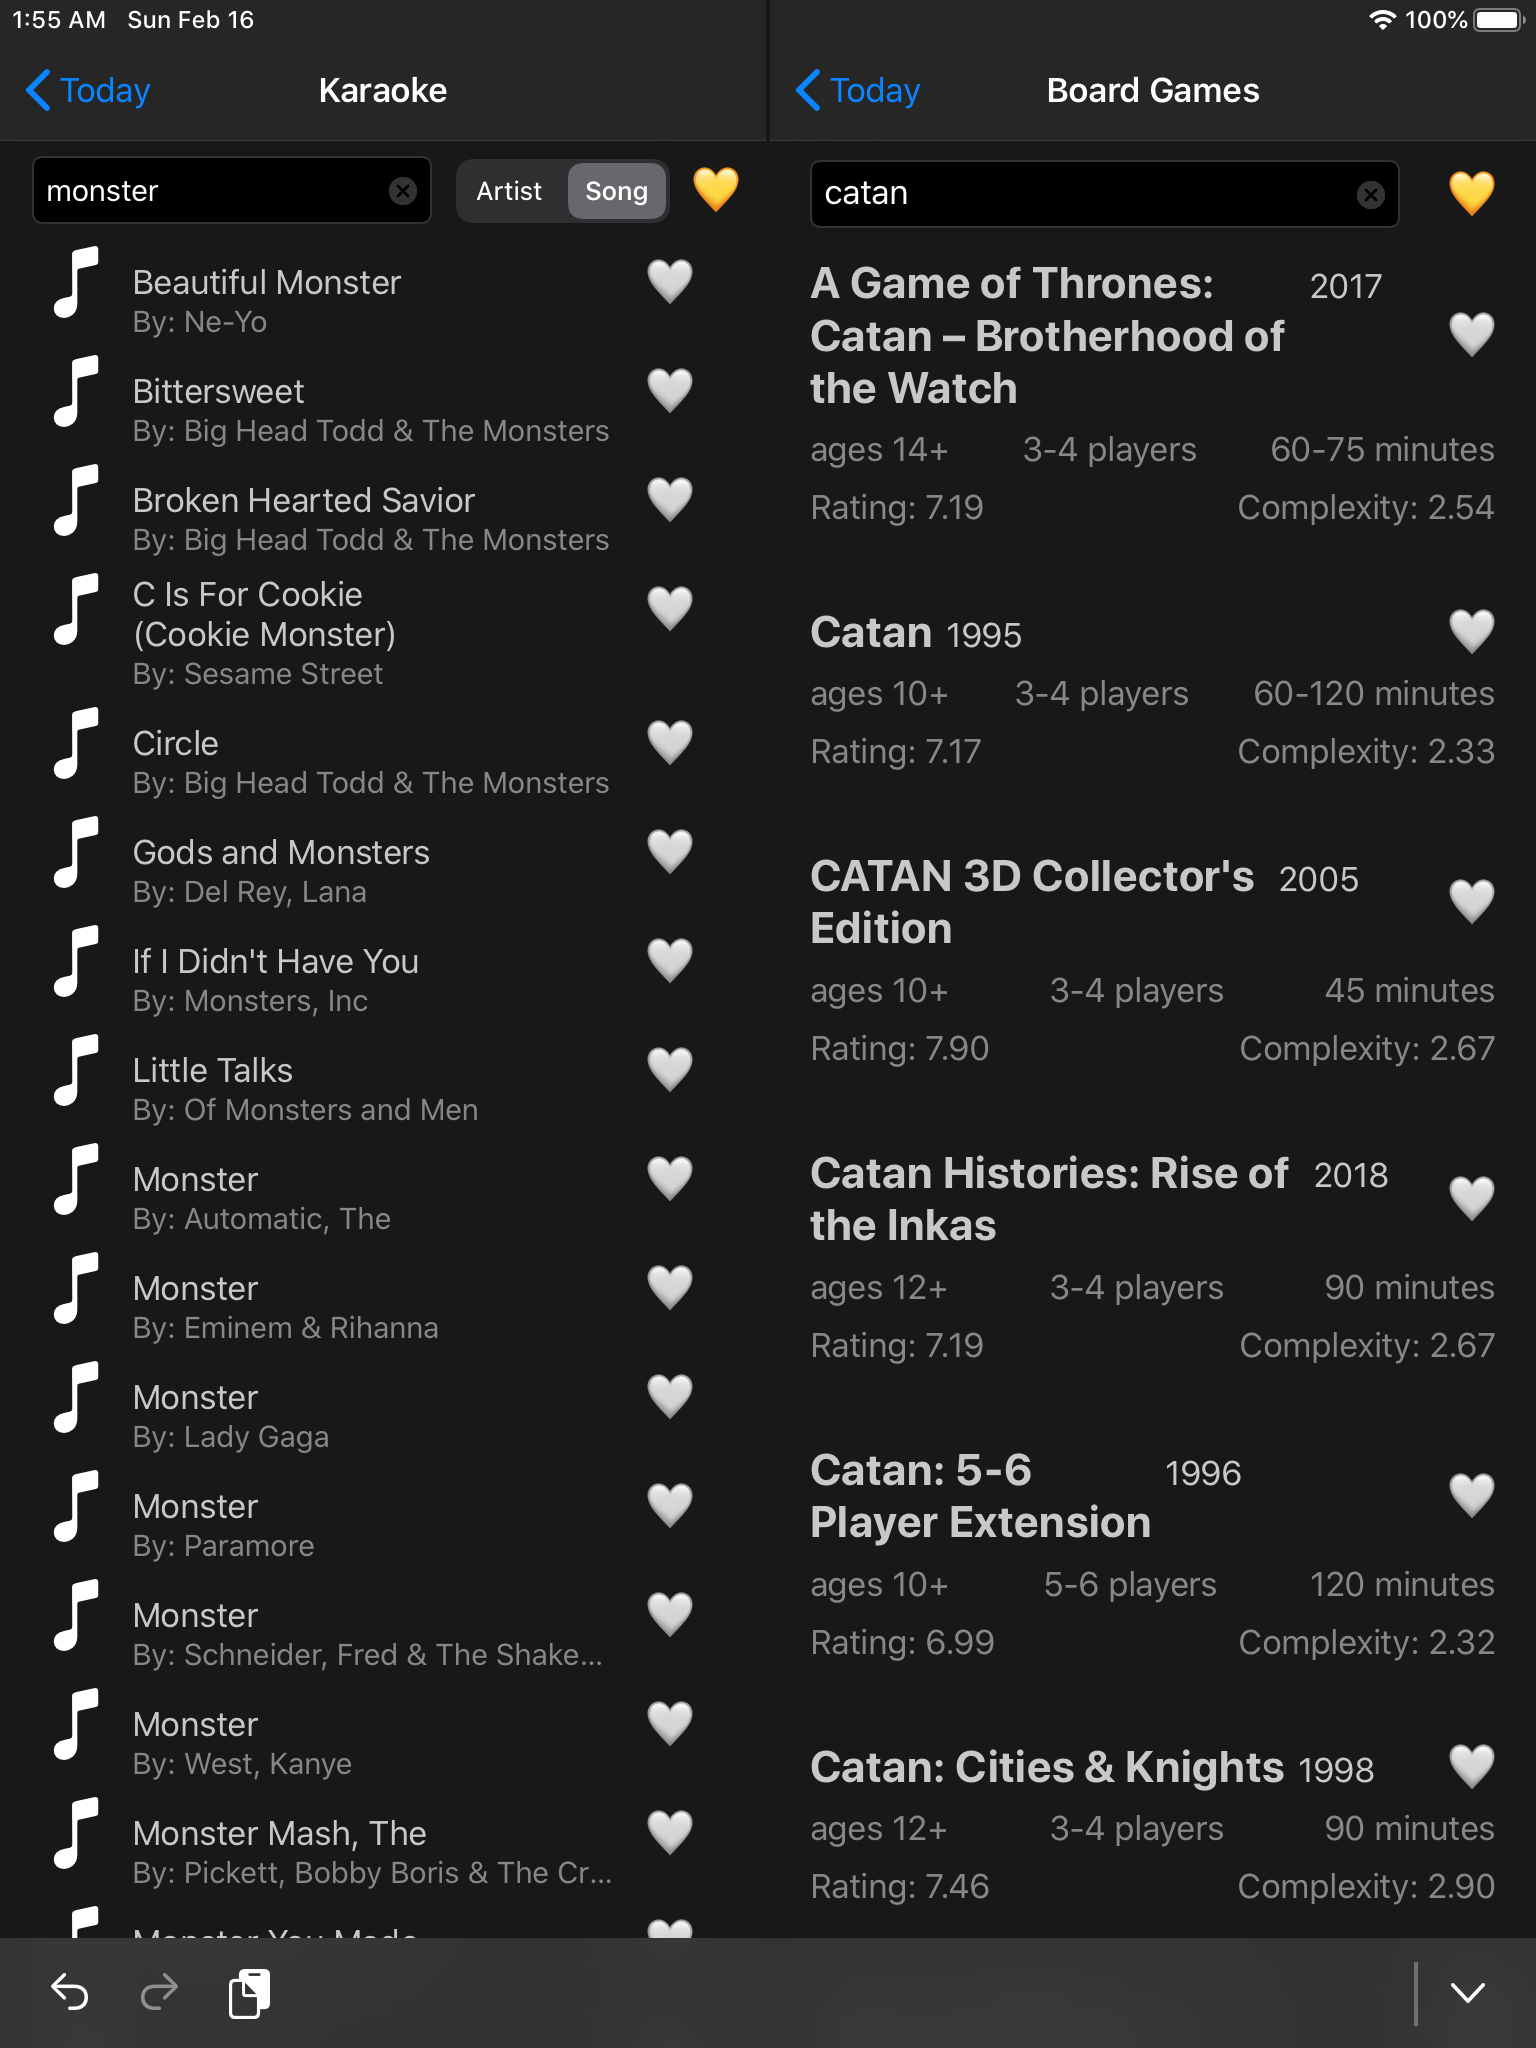 1:55 AM Sun Feb 16
100%
Today
Karaoke
monster
Artist
Song
Beautiful Monster
By: Ne-Yo
Bittersweet
By: Big Head Todd & The Monsters
Broken Hearted Savior
By: Big Head Todd & The Monsters
C Is For Cookie
(Cookie Monster)
By: Sesame Street
Circle
By: Big Head Todd & The Monsters
Gods and Monsters
By: Del Rey, Lana
If I Didn't Have You
By: Monsters, Inc
Little Talks
By: Of Monsters and Men
Monster
By: Automatic, The
Monster
By: Eminem & Rihanna
Monster
By: Lady Gaga
Monster
By: Paramore
Monster
By: Schneider, Fred & The Shake...
Monster
By: West, Kanye
Monster Mash, The
By: Pickett, Bobby Boris & The Cr...
Monster You Made
Today
Board Games
catan
A Game of Thrones: 2017
Catan – Brotherhood of
the Watch
ages 14+ 3-4 players 60-75 minutes
Rating: 7.19 Complexity: 2.54
Catan 1995
ages 10+ 3-4 players 60-120 minutes
Rating: 7.17 Complexity: 2.33
CATAN 3D Collector's 2005
Edition
ages 10+ 3-4 players 45 minutes
Rating: 7.90 Complexity: 2.67
Catan Histories: Rise of 2018
the Inkas
ages 12+ 3-4 players 90 minutes
Rating: 7.19 Complexity: 2.67
Catan: 5-6 1996
Player Extension
ages 10+ 5-6 players 120 minutes
Rating: 6.99 Complexity: 2.32
Catan: Cities & Knights 1998
ages 12+ 3-4 players 90 minutes
Rating: 7.46 Complexity: 2.90